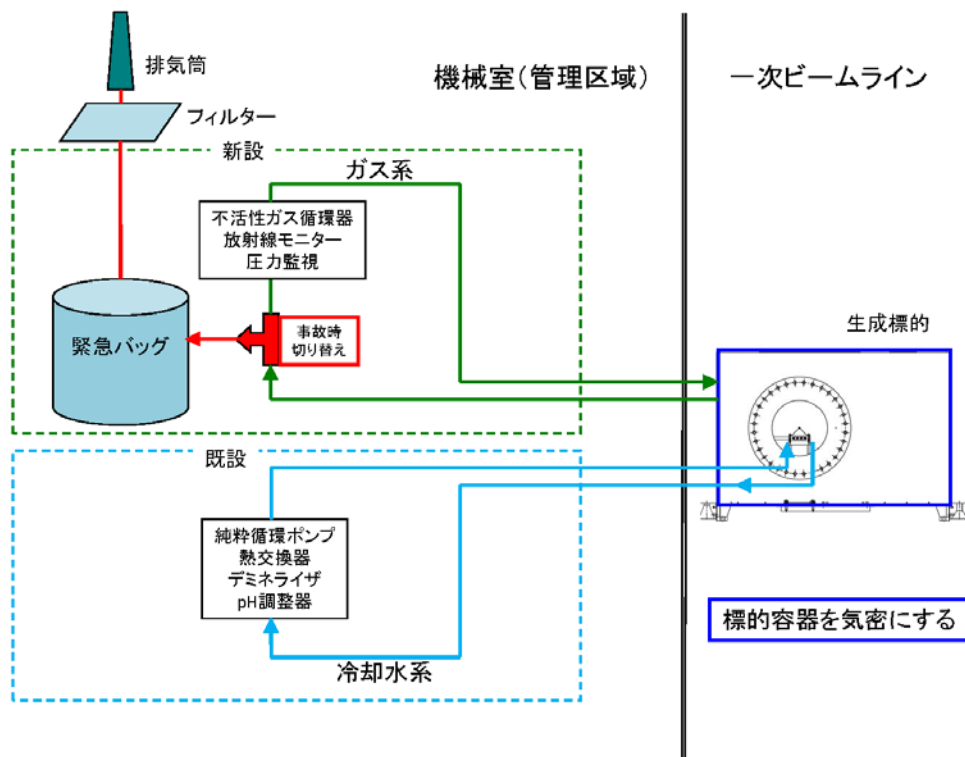 排気筒
機械室(管理区域)
一次ビームライン
フィルター
新設
ガス系
不活性ガス循環器
放射線モニター
圧力監視
緊急バッグ
事故時
切り替え
生成標的
既設
純粋循環ポンプ
熱交換器
デミネライザ
pH調整器
標的容器を気密にする
冷却水系